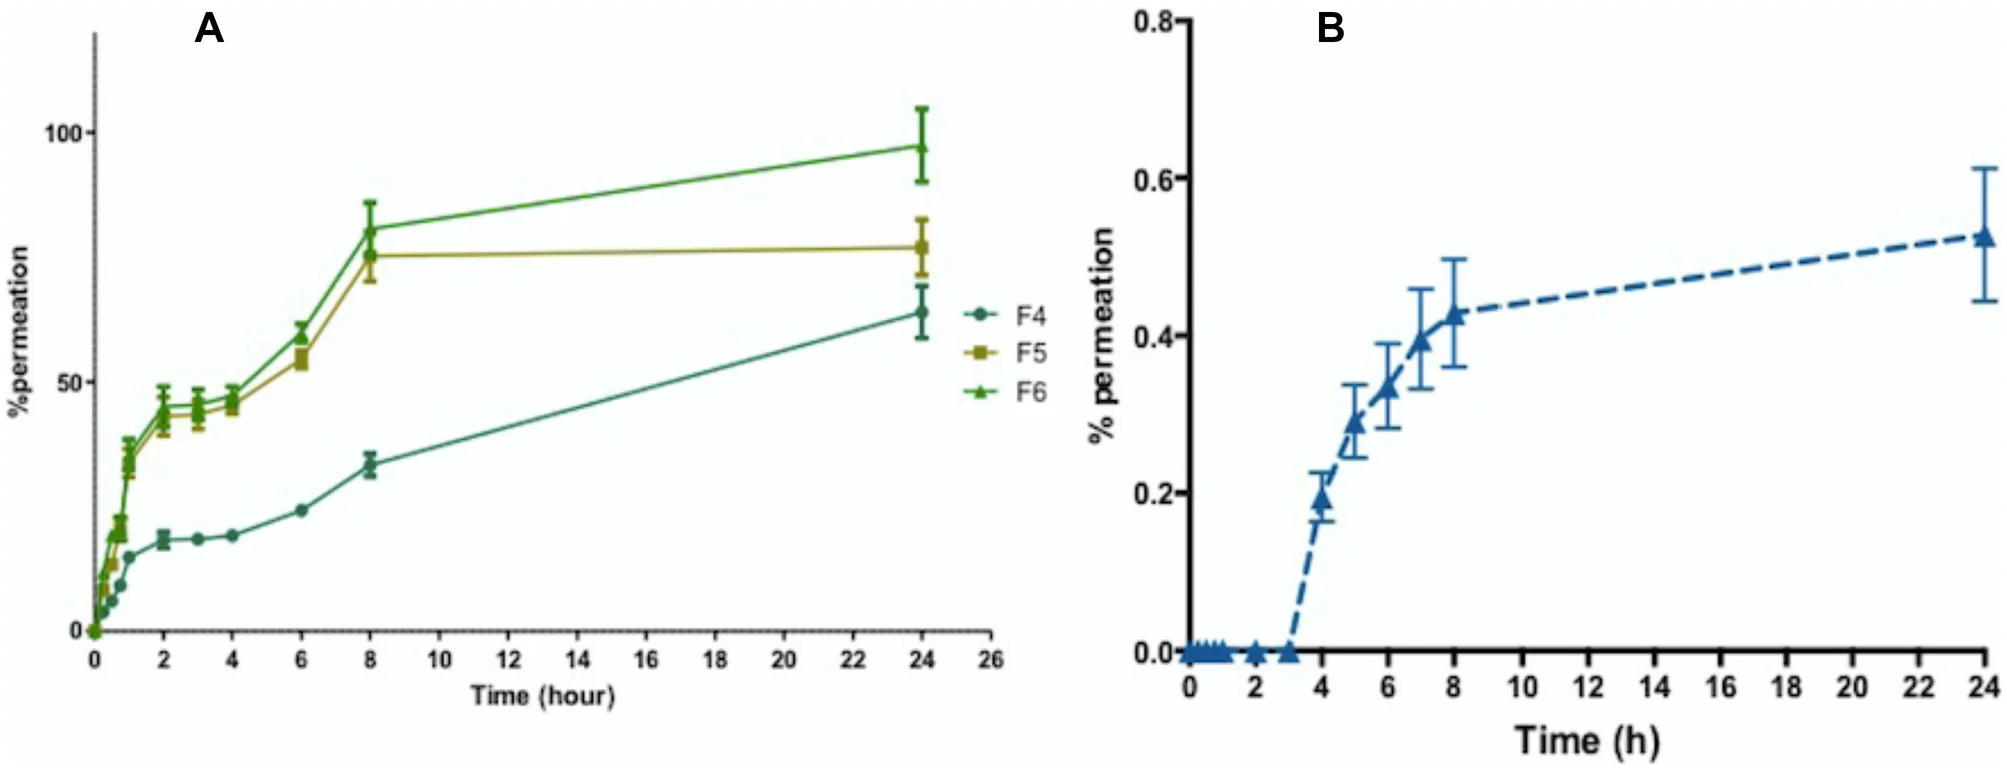 A
%permeation
100
50
0
0 2 4 6 8 10 12 14 16 18 20 22 24 26
Time (hour)
F4
F5
F6
B
% permeation
0.8
0.6
0.4
0.2
0.0
0 2 4 6 8 10 12 14 16 18 20 22 24
Time (h)